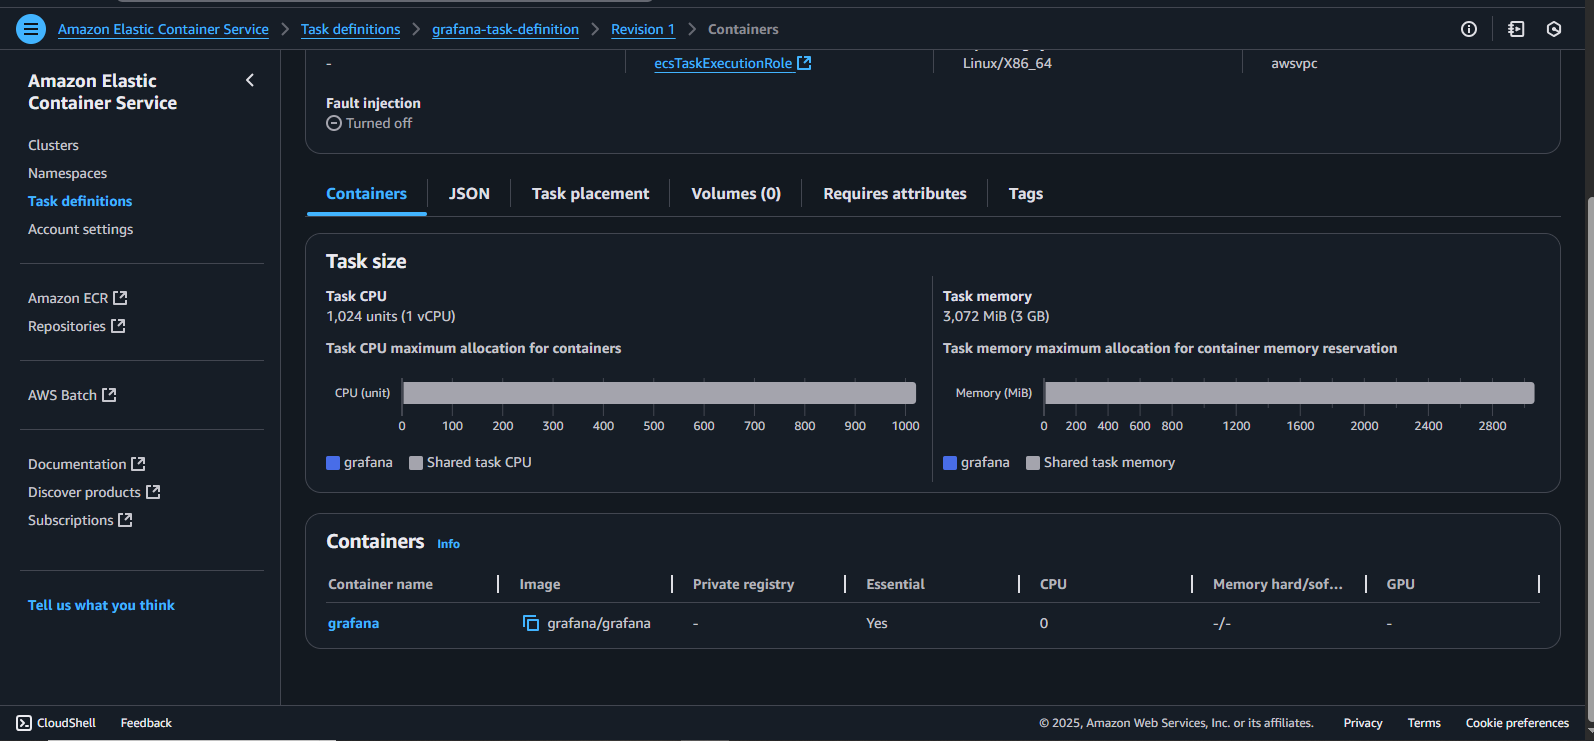 Amazon Elastic Container Service > Task definitions > grafana-task-definition > Revision 1 > Containers
Amazon Elastic
Container Service
Clusters
Namespaces
Task definitions
Account settings
Amazon ECR
Repositories
AWS Batch
Documentation
Discover products
Subscriptions
Tell us what you think
-
ecsTaskExecutionRole
Linux/X86_64
awsvpc
Fault injection
Turned off
Containers
JSON
Task placement
Volumes (0)
Requires attributes
Tags
Task size
Task CPU
1,024 units (1 vCPU)
Task CPU maximum allocation for containers
CPU (unit)
0 100 200 300 400 500 600 700 800 900 1000
grafana Shared task CPU
Task memory
3,072 MiB (3 GB)
Task memory maximum allocation for container memory reservation
Memory (MiB)
0 200 400 600 800 1200 1600 2000 2400 2800
grafana Shared task memory
Containers Info
Container name Image Private registry Essential CPU Memory hard/sof... GPU
grafana grafana/grafana - Yes 0 -/- -
CloudShell Feedback © 2025, Amazon Web Services, Inc. or its affiliates. Privacy Terms Cookie preferences